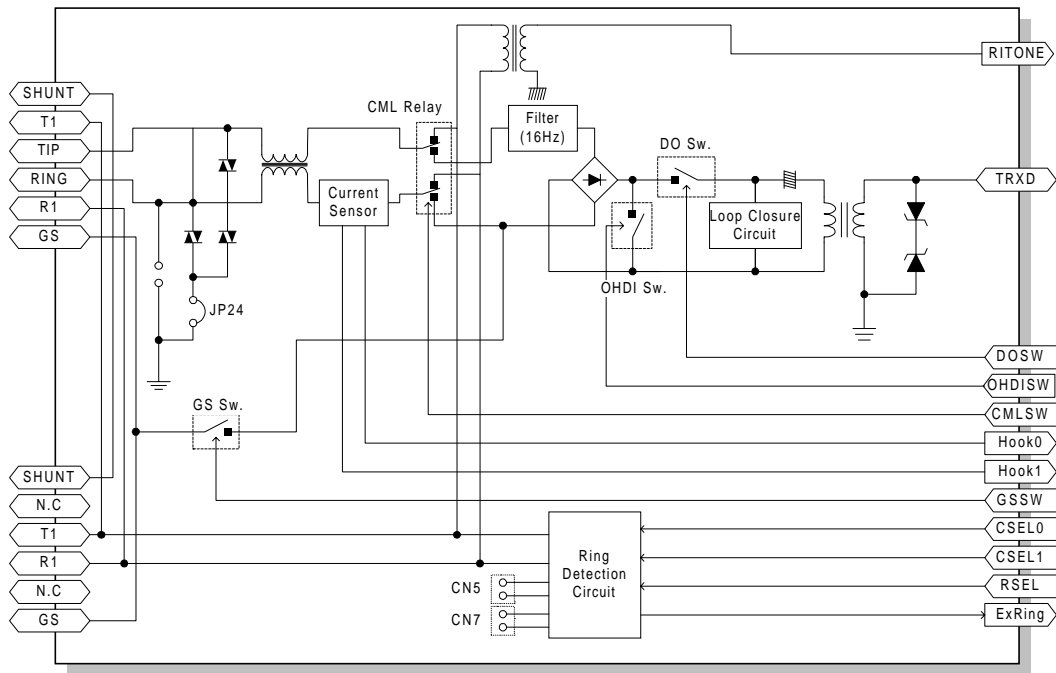 RITONE
SHUNT
T1
TIP
RING
R1
GS
CML Relay
Filter
(16Hz)
DO Sw.
TRXD
Current
Sensor
Loop Closure
Circuit
OHDI Sw.
JP24
DOSW
OHDISW
GS Sw.
CMLSW
Hook0
Hook1
SHUNT
N.C
T1
R1
N.C
GS
GSSW
CSEL0
CSEL1
RSEL
ExRing
Ring
Detection
Circuit
CN5
CN7